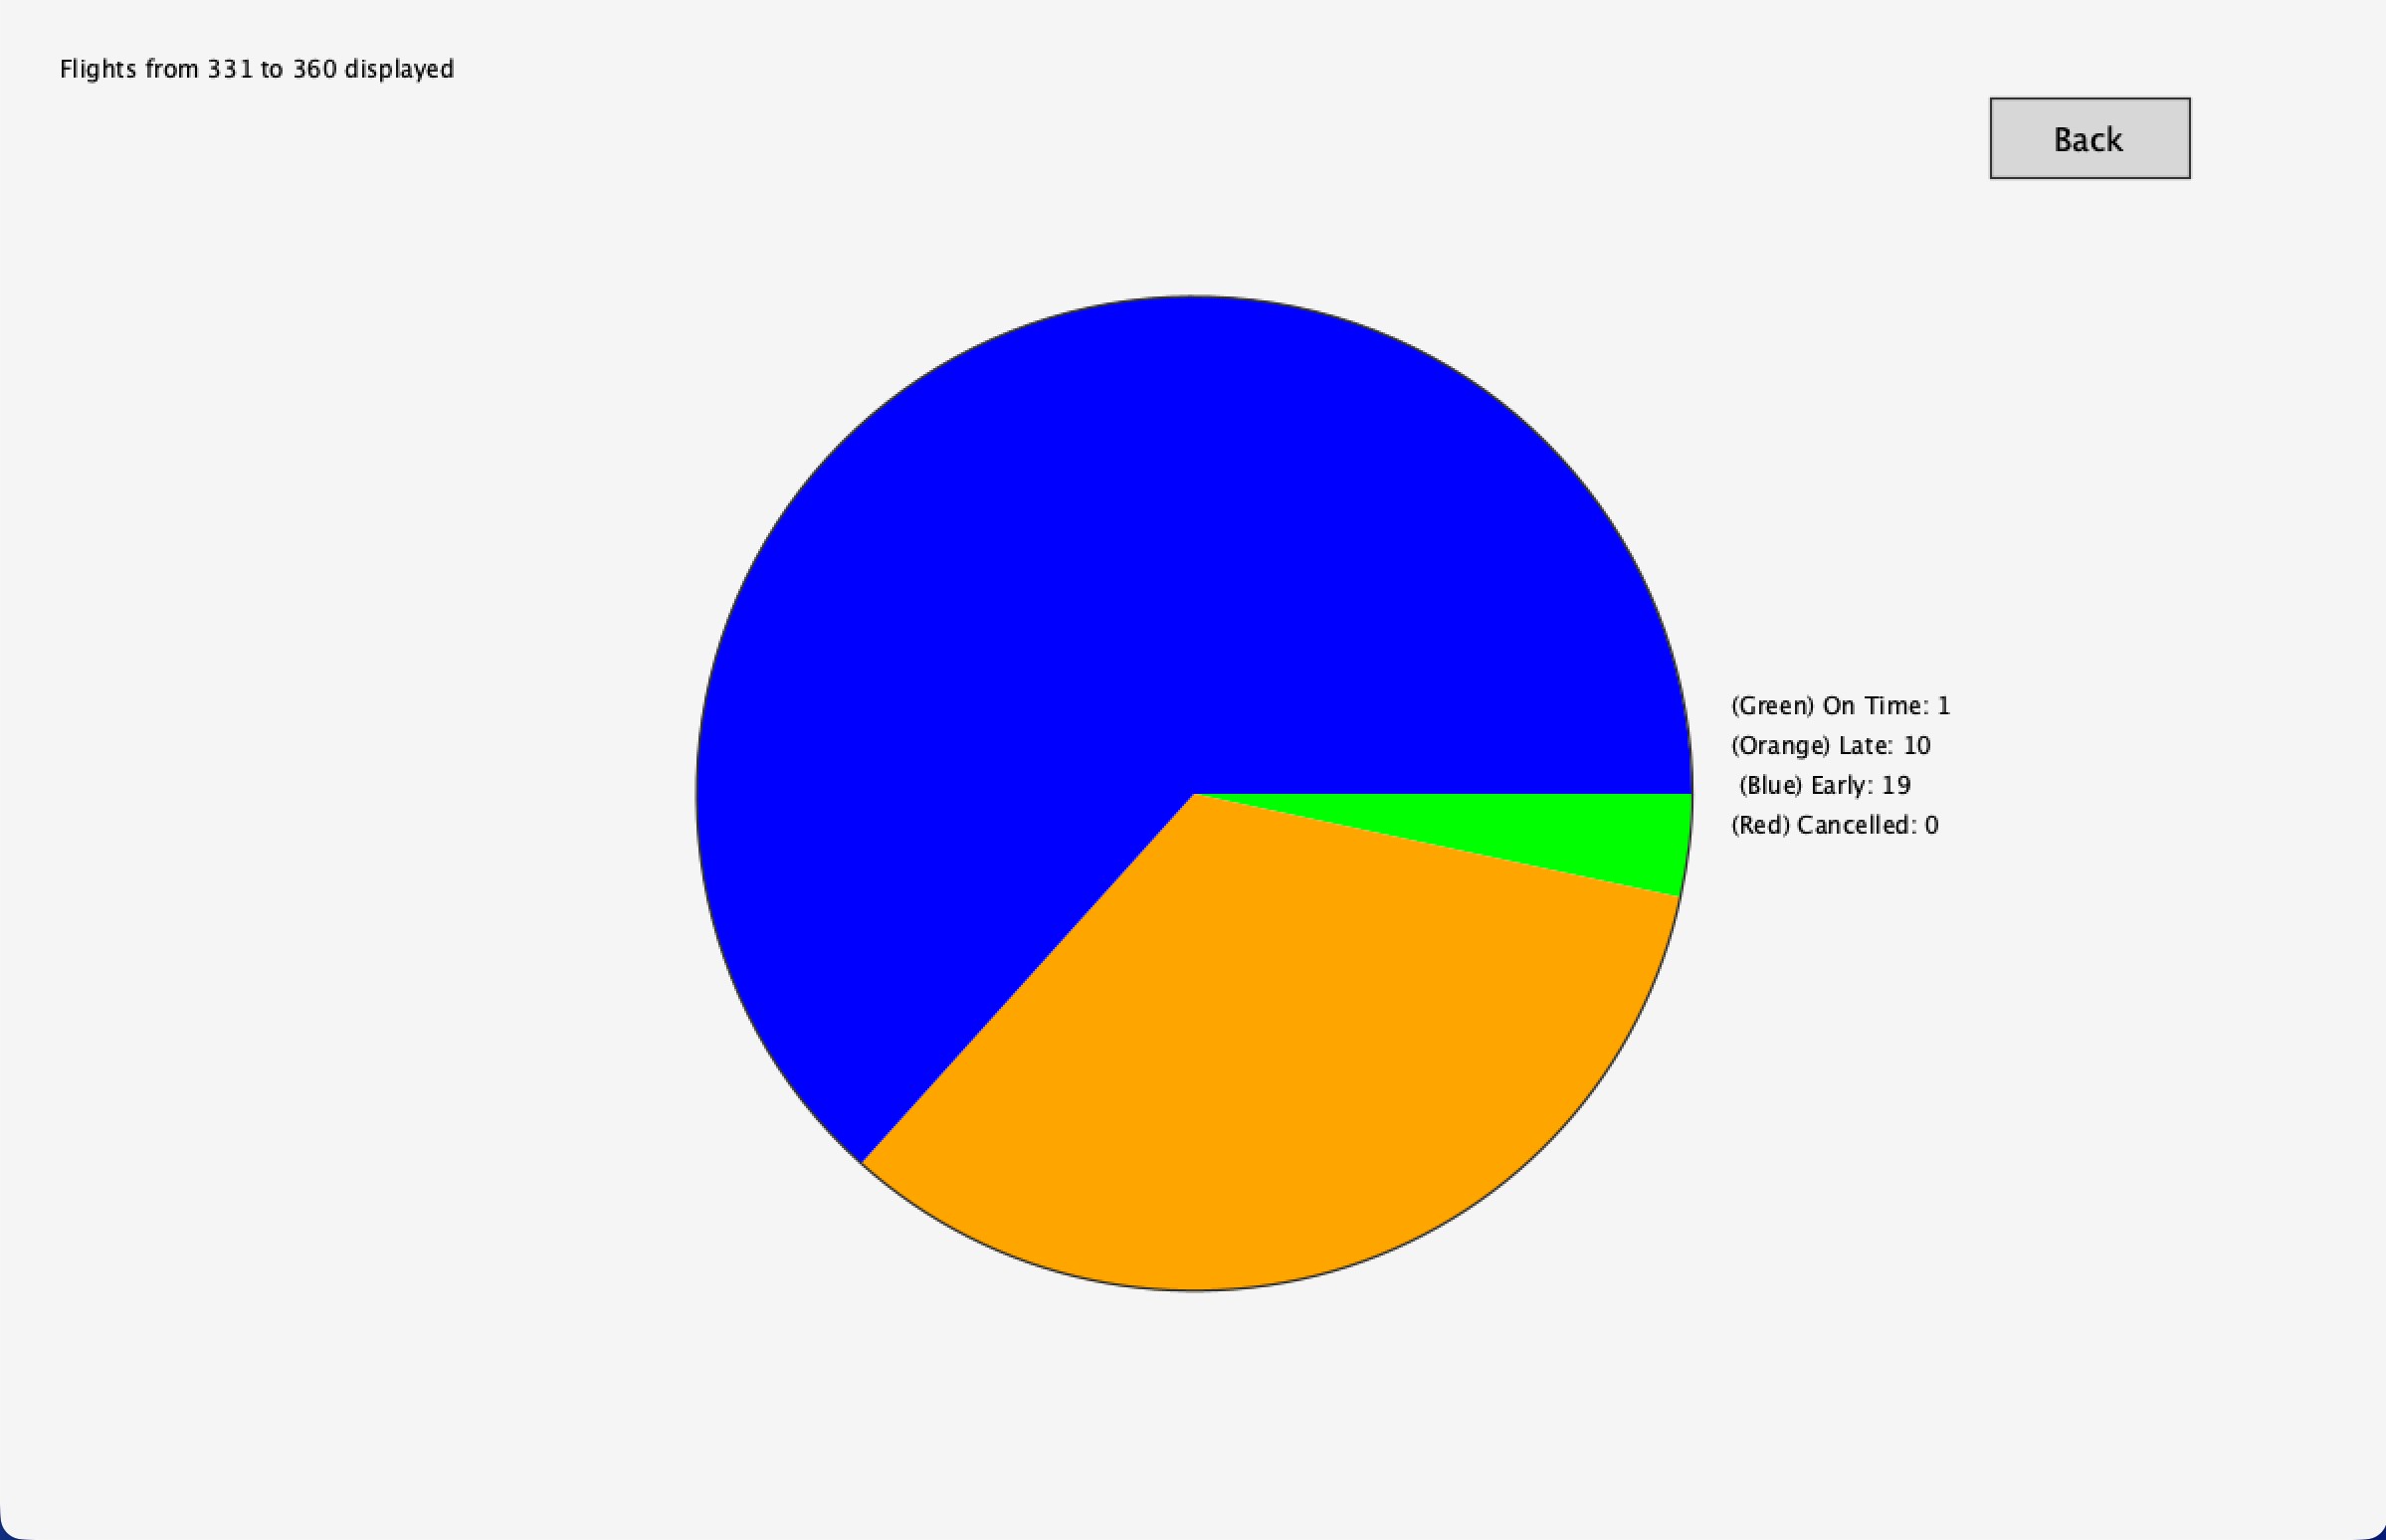 Flights from 331 to 360 displayed
Back
(Green) On Time: 1
(Orange) Late: 10
(Blue) Early: 19
(Red) Cancelled: 0